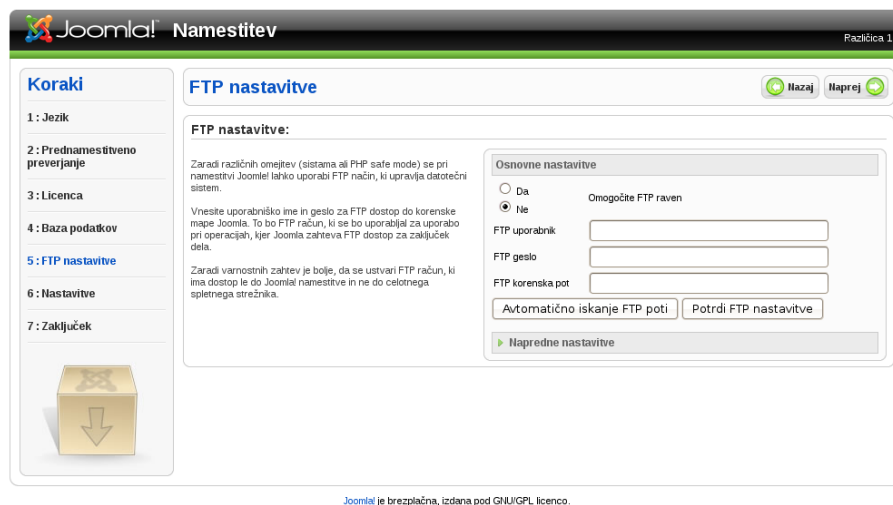 Joomla! Namestitev
Različica 1
Koraki
1 : Jezik
2 : Prednamestitveno
preverjanje
3 : Licenca
4 : Baza podatkov
5 : FTP nastavitve
6 : Nastavitve
7 : Zaključek
FTP nastavitve
Nazaj
Naprej
FTP nastavitve:
Zaradi različnih omejitev (sistama ali PHP safe mode) se pri
namestitvi Joomle! lahko uporabi FTP način, ki upravlja datotečni
sistem.
Vnesite uporabniško ime in geslo za FTP dostop do korenske
mape Joomla. To bo FTP račun, ki se bo uporabljal za uporabo
pri operacijah, kjer Joomla zahteva FTP dostop za zaključek
dela.
Zaradi varnostnih zahtev je bolje, da se ustvari FTP račun, ki
ima dostop le do Joomla! namestitve in ne do celotnega
spletnega strežnika.
Osnovne nastavitve
Da
Ne
Omogočite FTP raven
FTP uporabnik
FTP geslo
FTP korenska pot
Avtomatično iskanje FTP poti
Potrdi FTP nastavitve
Napredne nastavitve
Joomla! je brezplačna, izdana pod GNU/GPL licenco.